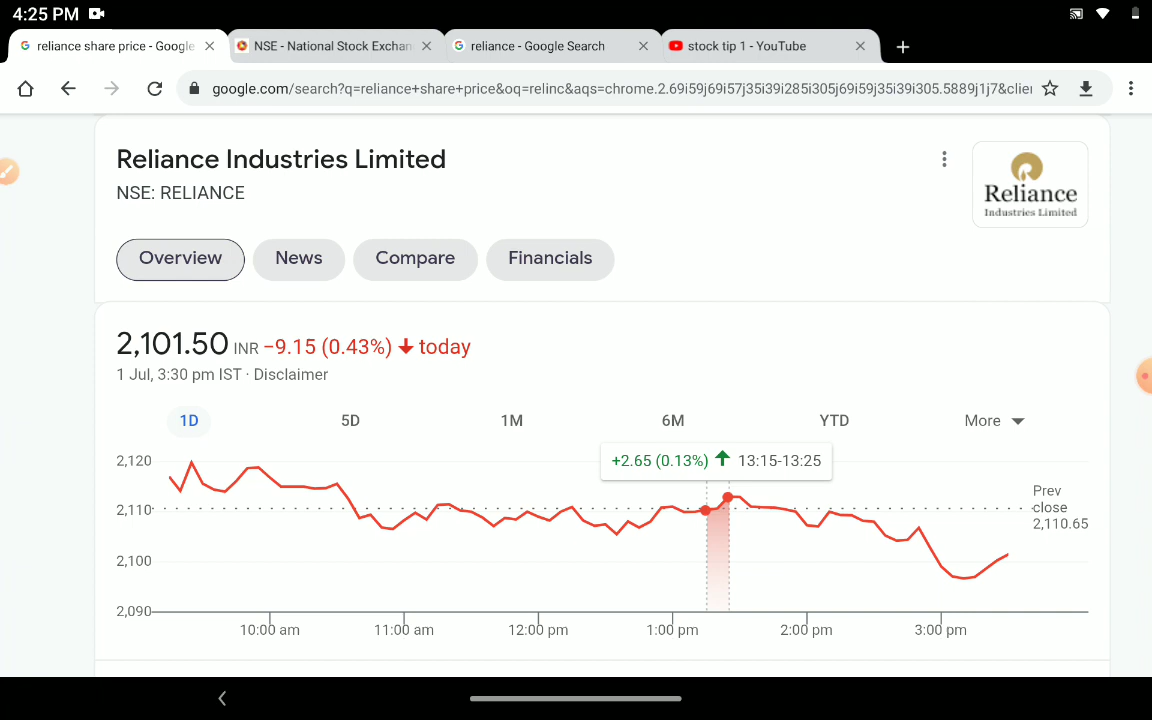 4:25 PM
reliance share price - Google
NSE - National Stock Exchan
reliance - Google Search
stock tip 1 - YouTube
google.com/search?q=reliance+share+price&oq=relinc&aqs=chrome.2.69i59j69i57j35i39i285i305j69i59j35i39i305.5889j1j7&clie
Reliance Industries Limited
NSE: RELIANCE
Reliance
Industries Limited
Overview
News
Compare
Financials
2,101.50 INR −9.15 (0.43%) today
1 Jul, 3:30 pm IST · Disclaimer
1D
5D
1M
6M
YTD
More
+2.65 (0.13%) 13:15-13:25
2,120
2,110
2,100
2,090
Prev
close
2,110.65
10:00 am
11:00 am
12:00 pm
1:00 pm
2:00 pm
3:00 pm